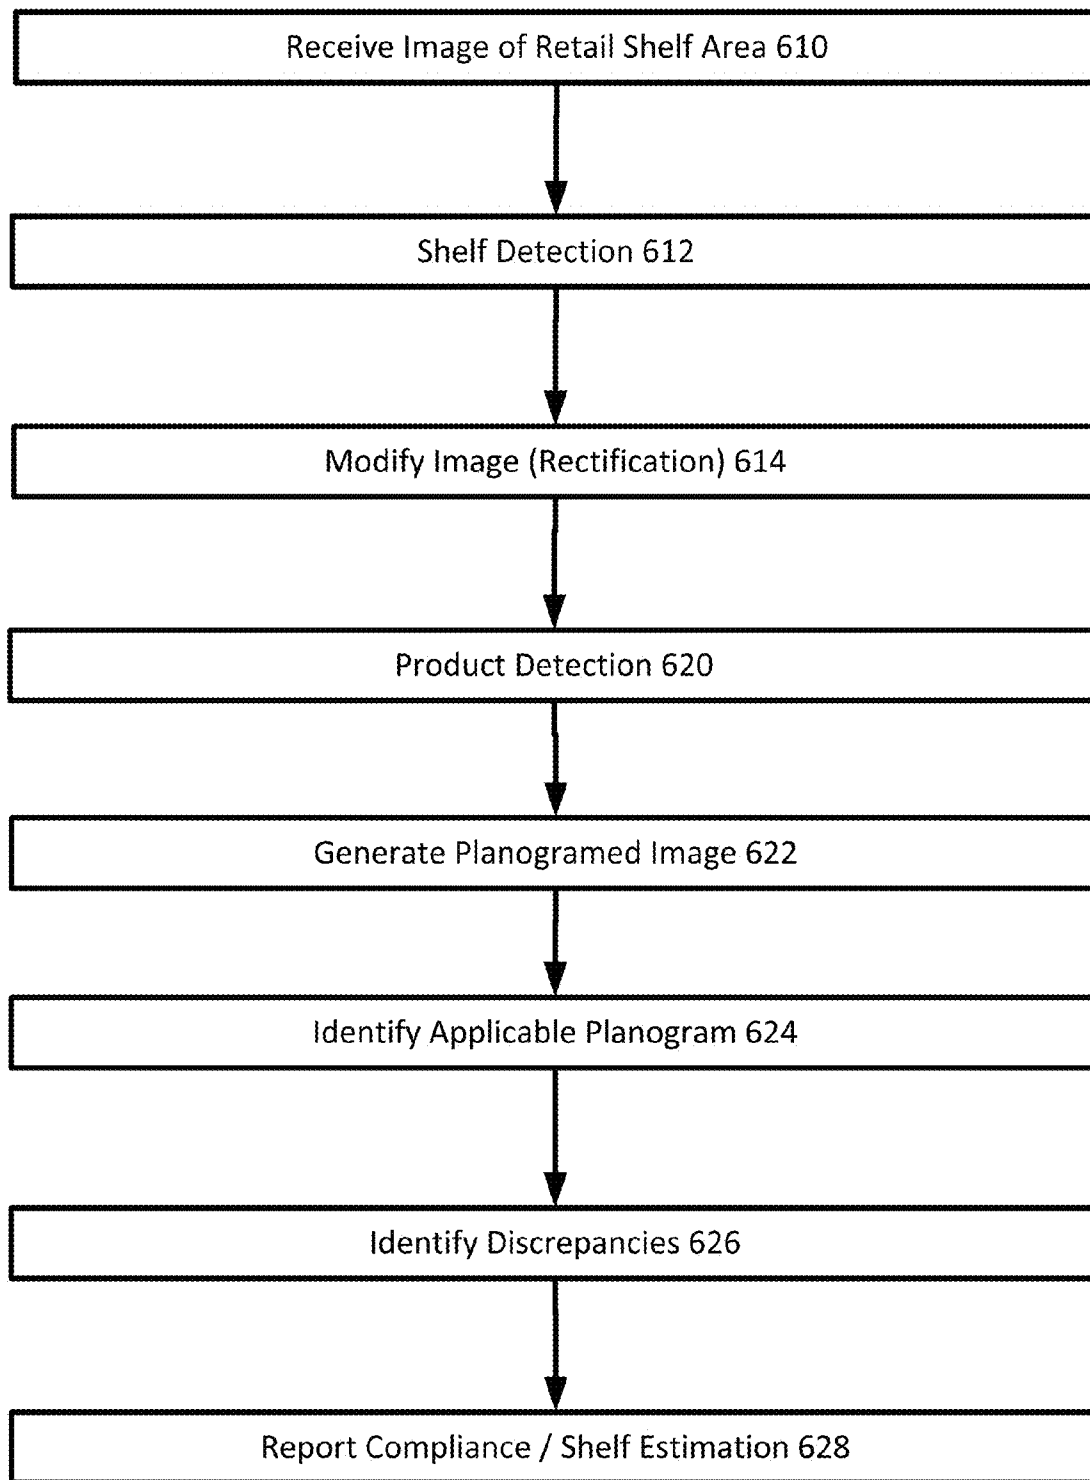 Receive Image of Retail Shelf Area 610
Shelf Detection 612
Modify Image (Rectification) 614
Product Detection 620
Generate Planogramed Image 622
Identify Applicable Planogram 624
Identify Discrepancies 626
Report Compliance / Shelf Estimation 628